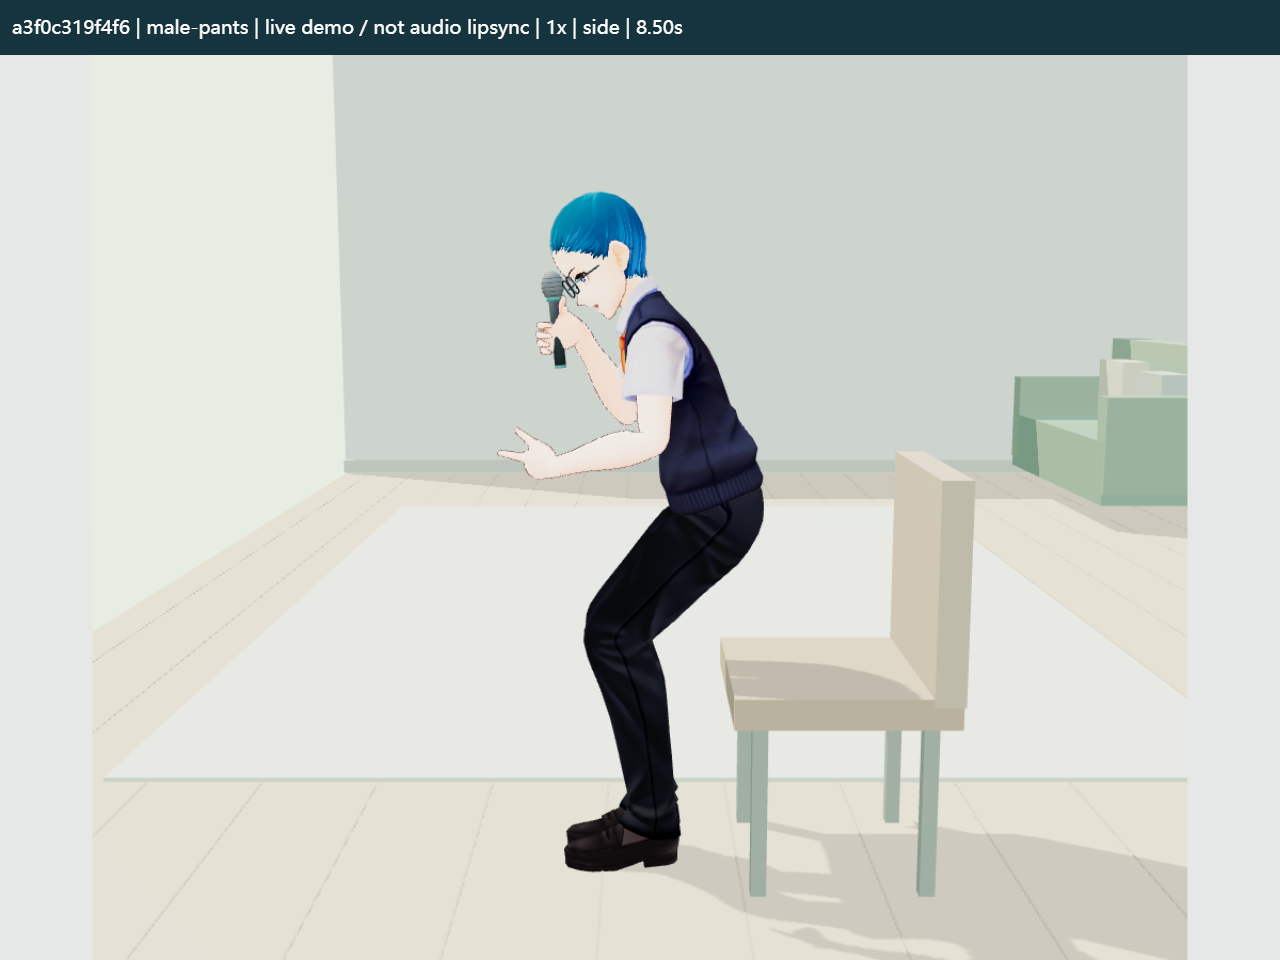 a3f0c319f4f6 | male-pants | live demo / not audio lipsync | 1x | side | 8.50s